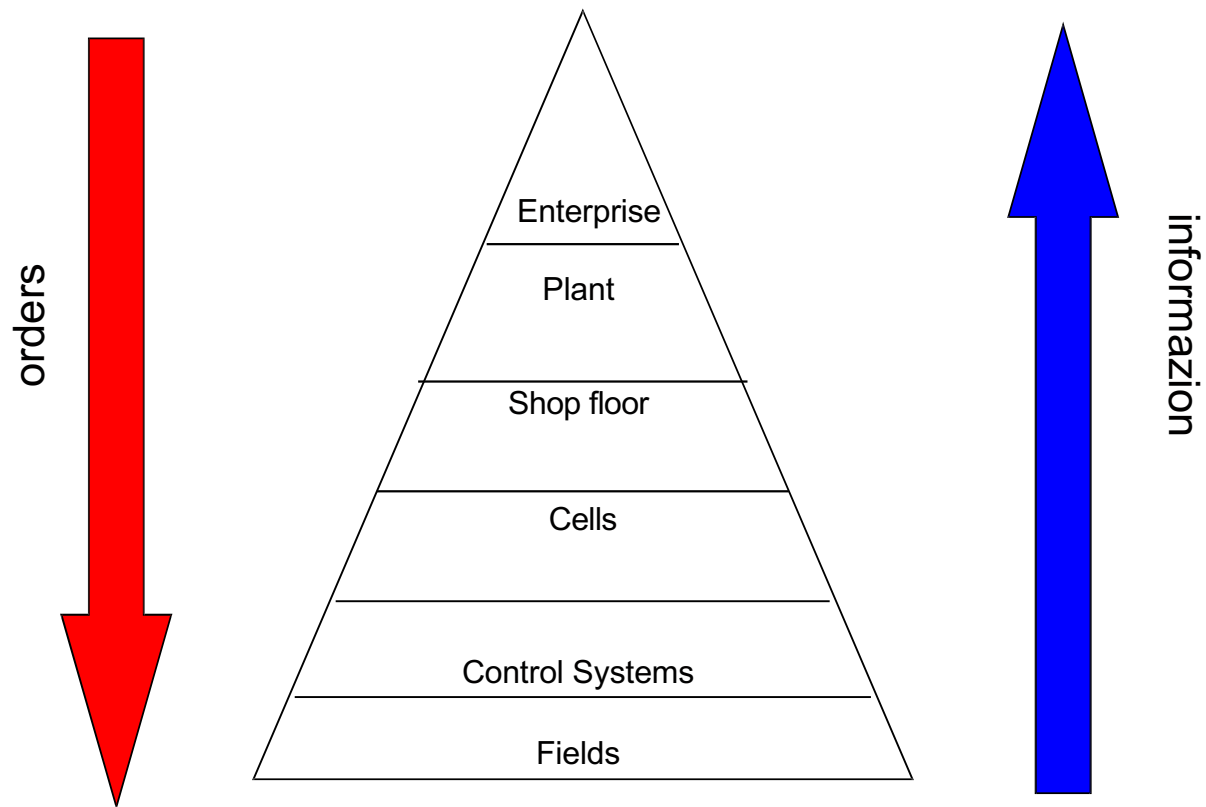 orders
Enterprise
Plant
Shop floor
Cells
Control Systems
Fields
informazion